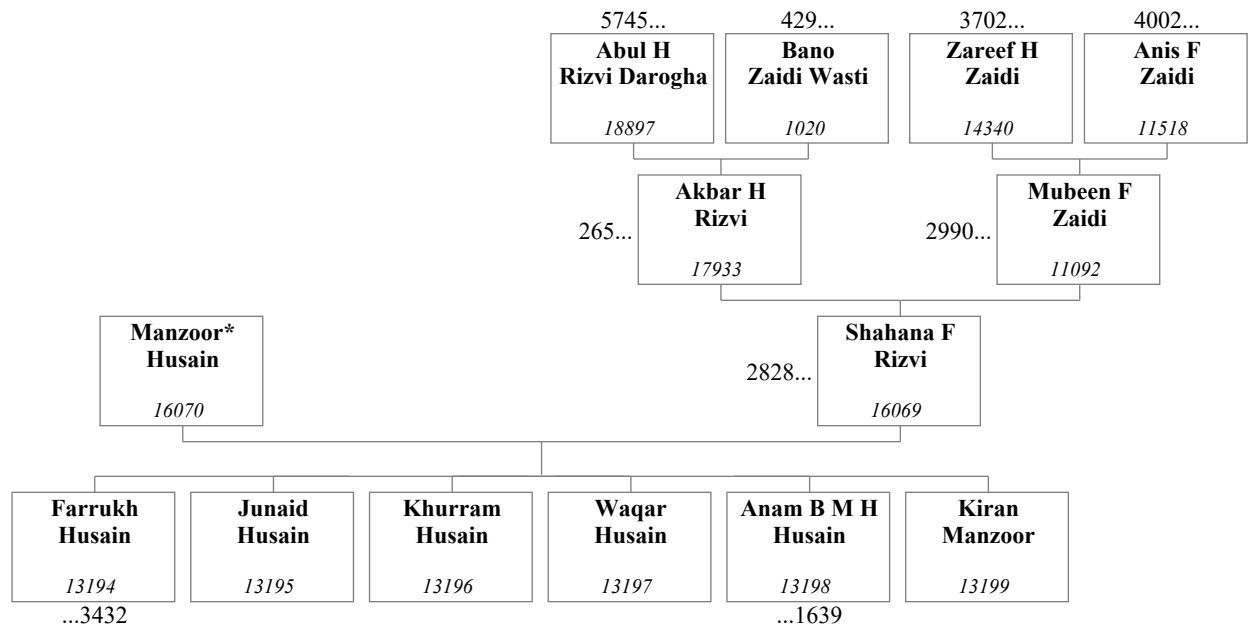 5745...
429...
3702...
4002...
Abul H
Rizvi Darogha
18897
Bano
Zaidi Wasti
1020
Zareef H
Zaidi
14340
Anis F
Zaidi
11518
265...
Akbar H
Rizvi
17933
2990...
Mubeen F
Zaidi
11092
Manzoor*
Husain
16070
2828...
Shahana F
Rizvi
16069
Farrukh
Husain
13194
...3432
Junaid
Husain
13195
Khurram
Husain
13196
Waqar
Husain
13197
Anam B M H
Husain
13198
...1639
Kiran
Manzoor
13199